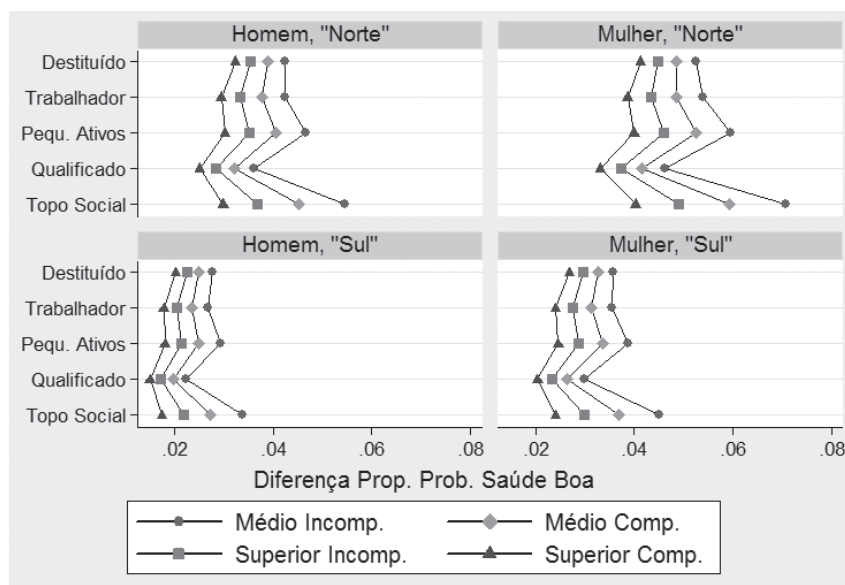 Homem, "Norte" Mulher, "Norte"
Destituído
Trabalhador
Pequ. Ativos
Qualificado
Topo Social
Homem, "Sul" Mulher, "Sul"
Destituído
Trabalhador
Pequ. Ativos
Qualificado
Topo Social
.02 .04 .06 .08 .02 .04 .06 .08
Diferença Prop. Prob. Saúde Boa
Médio Incomp. Médio Comp.
Superior Incomp. Superior Comp.